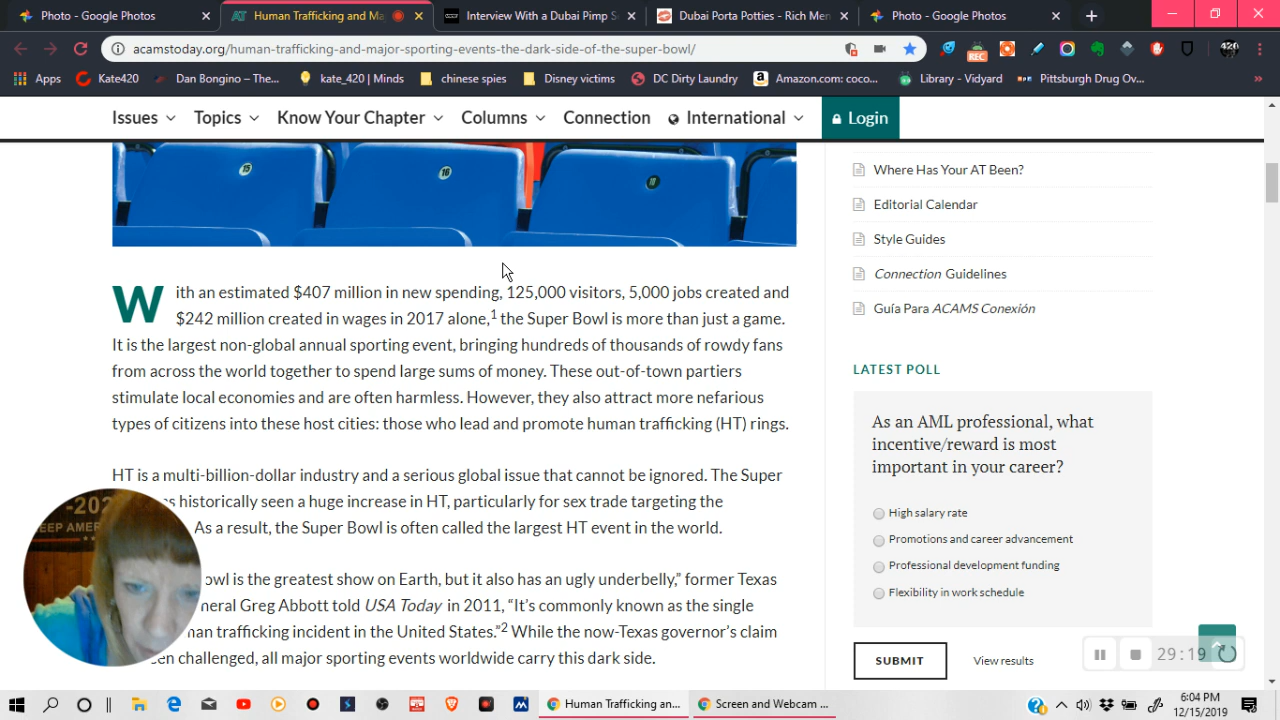 Photo - Google Photos
Human Trafficking and Ma
Interview With a Dubai Pimp S
Dubai Porta Potties - Rich Men
Photo - Google Photos
acamstoday.org/human-trafficking-and-major-sporting-events-the-dark-side-of-the-super-bowl/
REC
420
Apps
Kate420
Dan Bongino – The...
kate_420 | Minds
chinese spies
Disney victims
DC Dirty Laundry
Amazon.com: coco...
Library - Vidyard
Pittsburgh Drug Ov...
Issues
Topics
Know Your Chapter
Columns
Connection
International
Login
15
16
Where Has Your AT Been?
Editorial Calendar
Style Guides
Connection Guidelines
Guía Para ACAMS Conexión
With an estimated $407 million in new spending, 125,000 visitors, 5,000 jobs created and
$242 million created in wages in 2017 alone,1 the Super Bowl is more than just a game.
It is the largest non-global annual sporting event, bringing hundreds of thousands of rowdy fans
from across the world together to spend large sums of money. These out-of-town partiers
stimulate local economies and are often harmless. However, they also attract more nefarious
types of citizens into these host cities: those who lead and promote human trafficking (HT) rings.
HT is a multi-billion-dollar industry and a serious global issue that cannot be ignored. The Super
s historically seen a huge increase in HT, particularly for sex trade targeting the
As a result, the Super Bowl is often called the largest HT event in the world.
owl is the greatest show on Earth, but it also has an ugly underbelly,” former Texas
neral Greg Abbott told USA Today in 2011, “It's commonly known as the single
an trafficking incident in the United States.”2 While the now-Texas governor's claim
en challenged, all major sporting events worldwide carry this dark side.
LATEST POLL
As an AML professional, what
incentive/reward is most
important in your career?
High salary rate
Promotions and career advancement
Professional development funding
Flexibility in work schedule
SUBMIT
View results
-202
EEP AMER
29:19
Human Trafficking an...
Screen and Webcam ...
6:04 PM
12/15/2019